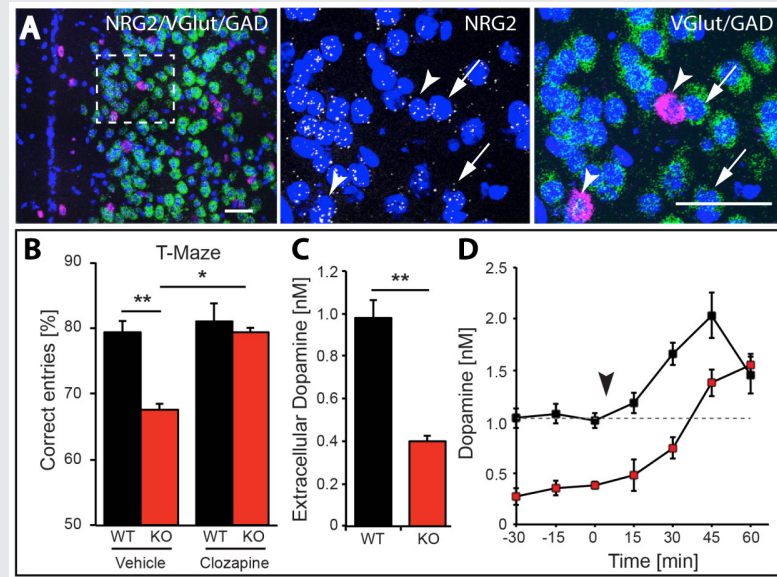 A
NRG2/VGlut/GAD
NRG2
VGlut/GAD
B
T-Maze
Correct entries [%]
90
80
70
60
50
**
*
WT KO WT KO
Vehicle Clozapine
C
Extracellular Dopamine [nM]
1.2
1.0
0.8
0.6
0.4
0.2
0
**
WT KO
D
Dopamine [nM]
2.5
2.0
1.5
1.0
0.5
0
-30 -15 0 15 30 45 60
Time [min]